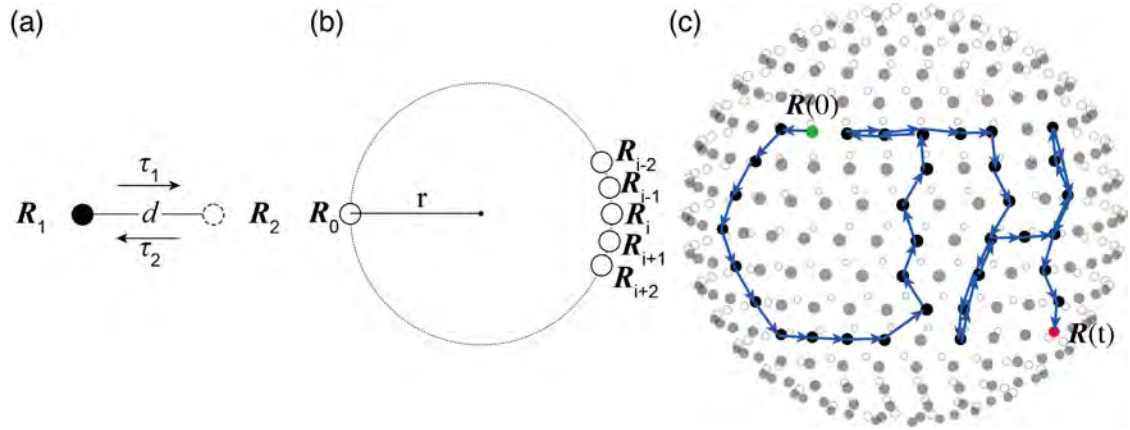 (a)
τ₁
R₁ d R₂
τ₂
(b)
R₀ r
Rᵢ₋₂
Rᵢ₋₁
Rᵢ
Rᵢ₊₁
Rᵢ₊₂
(c)
R(0)
R(t)